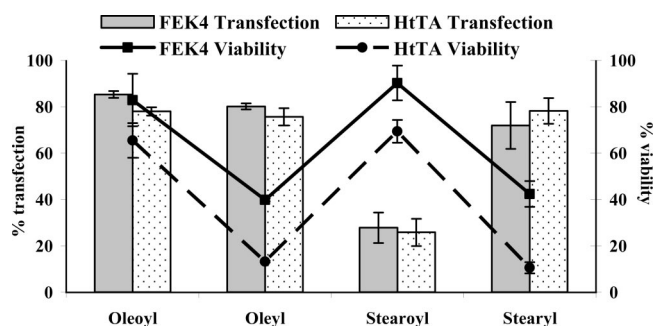 FEK4 Transfection HtTA Transfection
FEK4 Viability HtTA Viability
100 100
80 80
60 60
40 40
20 20
0 0
% transfection
% viability
Oleoyl Oleyl Stearoyl Stearyl